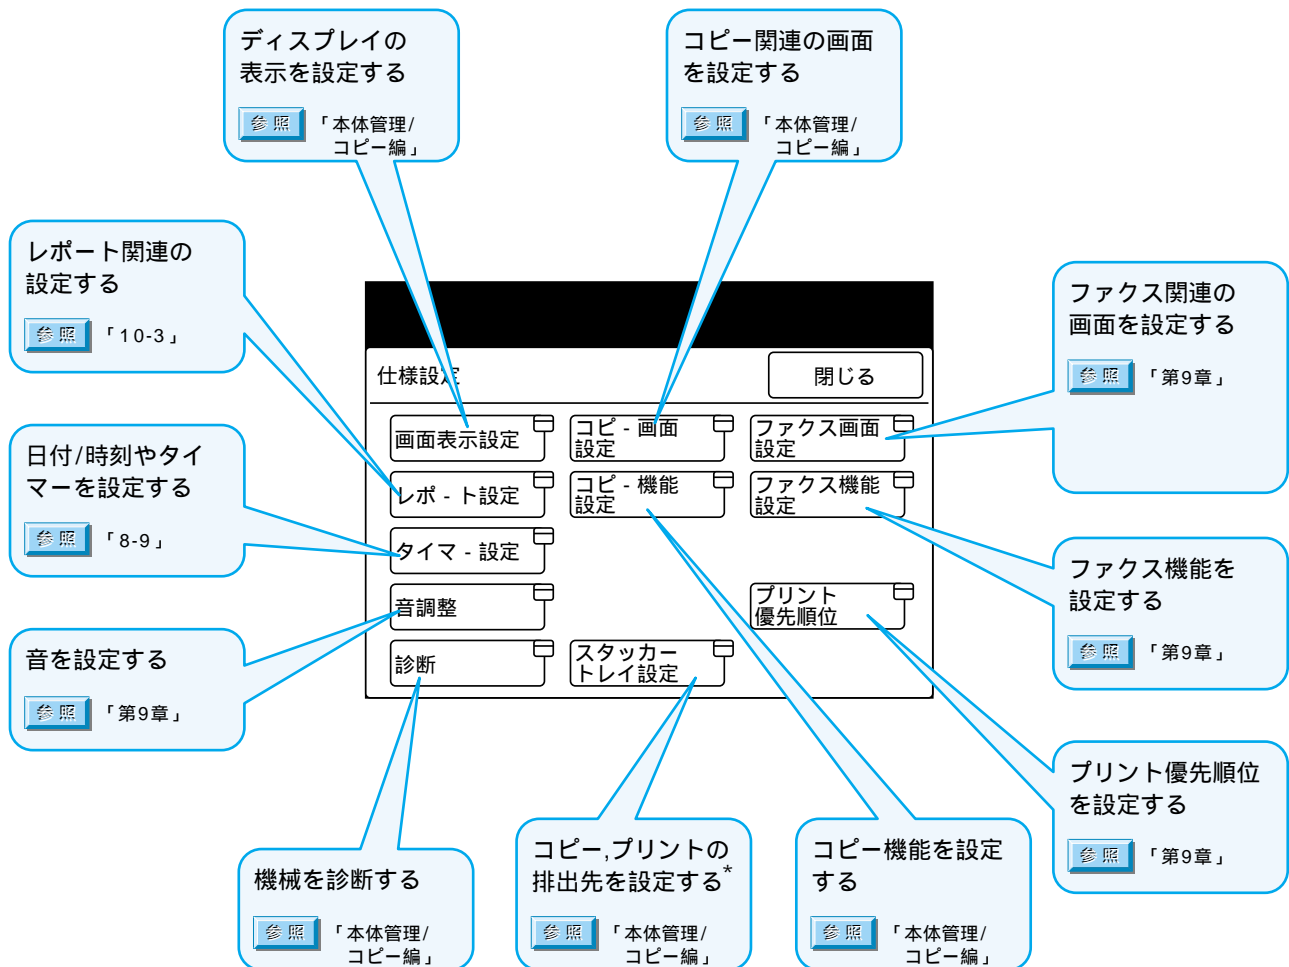 ディスプレイの
表示を設定する
参照 「本体管理/
コピー編」
コピー関連の画面
を設定する
参照 「本体管理/
コピー編」
レポート関連の
設定する
参照 「10-3」
ファクス関連の
画面を設定する
参照 「第9章」
日付/時刻やタイ
マーを設定する
参照 「8-9」
音を設定する
参照 「第9章」
仕様設定
閉じる
画面表示設定
コピ-画面
設定
ファクス画面
設定
レポ-ト設定
コピ-機能
設定
ファクス機能
設定
タイマ-設定
音調整
プリント
優先順位
診断
スタッカー
トレイ設定
ファクス機能を
設定する
参照 「第9章」
プリント優先順位
を設定する
参照 「第9章」
機械を診断する
参照 「本体管理/
コピー編」
コピー,プリントの
排出先を設定する*
参照 「本体管理/
コピー編」
コピー機能を設定
する
参照 「本体管理/
コピー編」